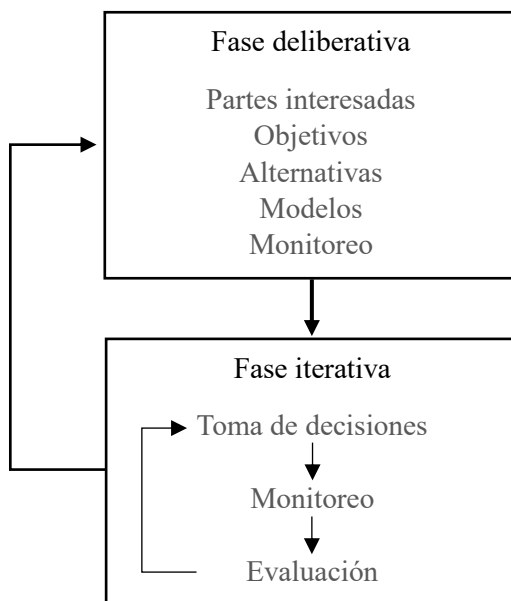 Fase deliberativa
Partes interesadas
Objetivos
Alternativas
Modelos
Monitoreo
Fase iterativa
Toma de decisiones
Monitoreo
Evaluación